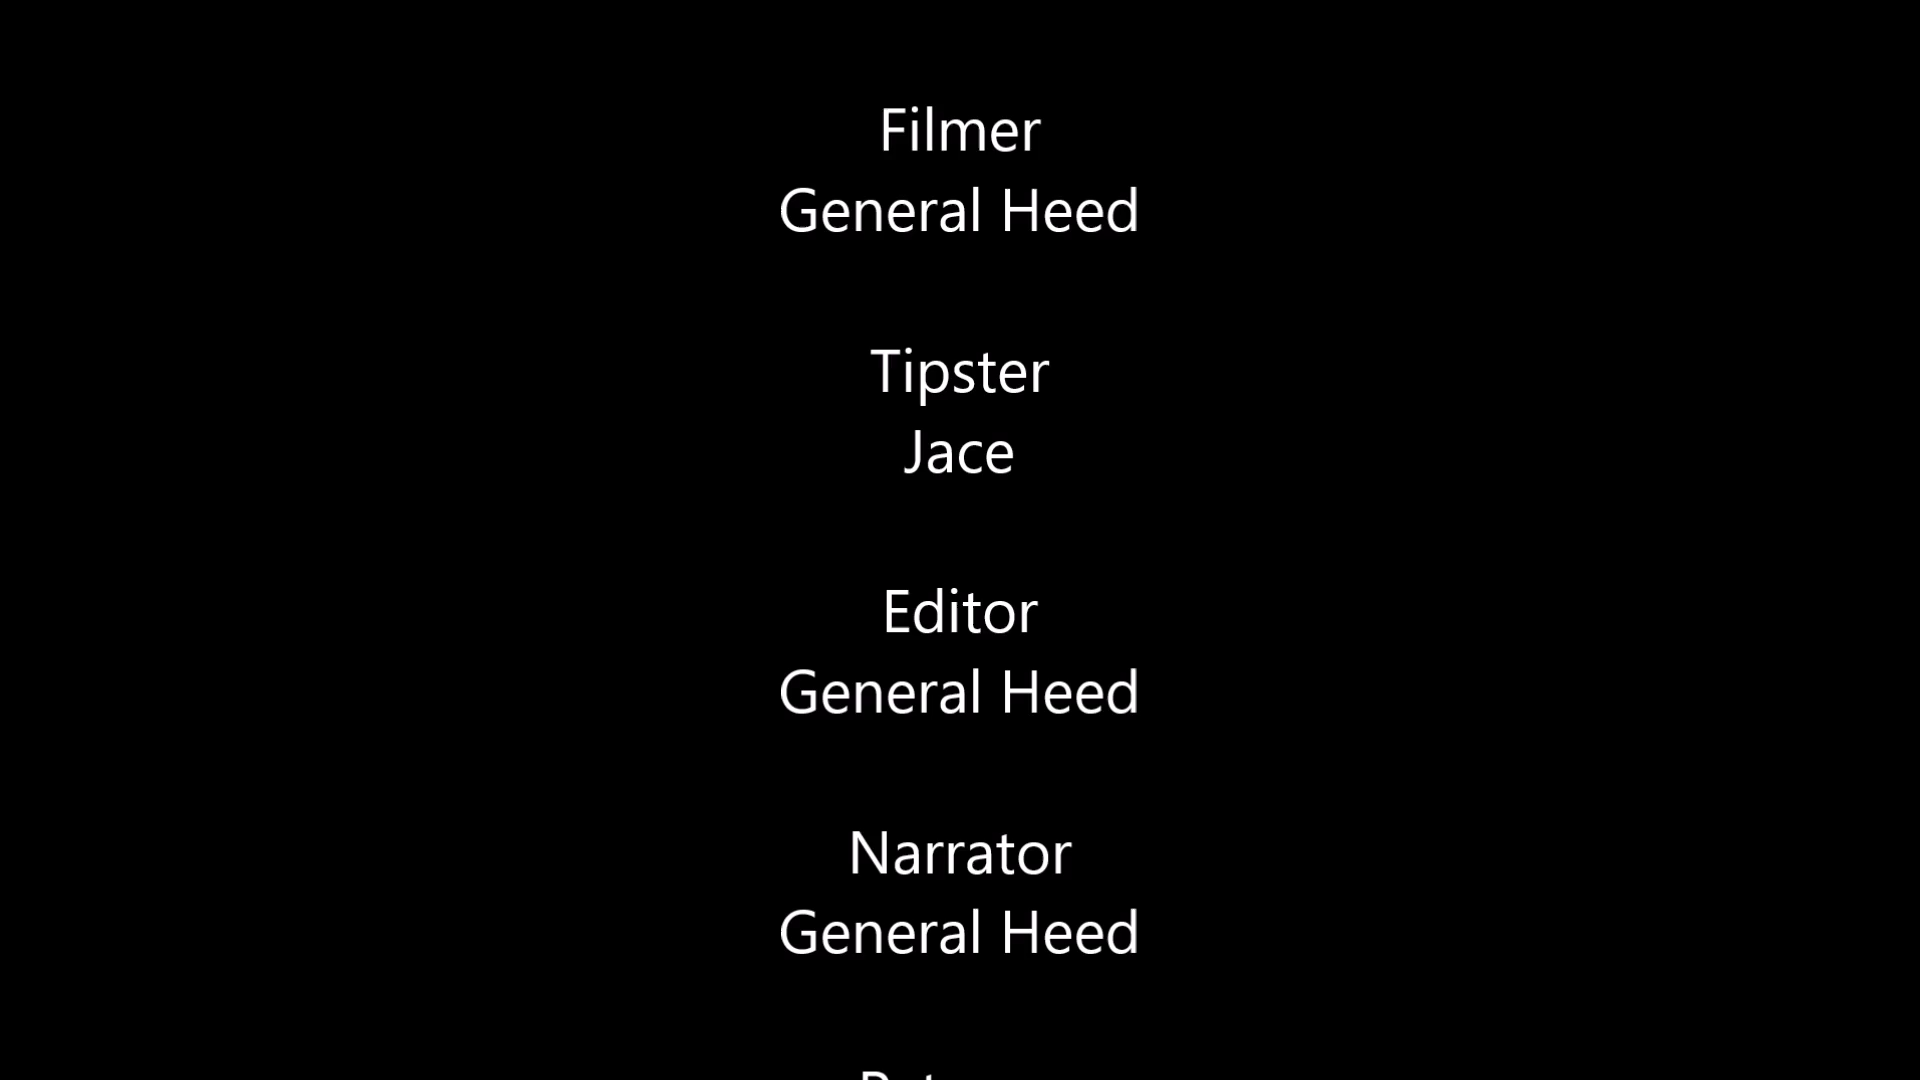 Filmer
General Heed
Tipster
Jace
Editor
General Heed
Narrator
General Heed